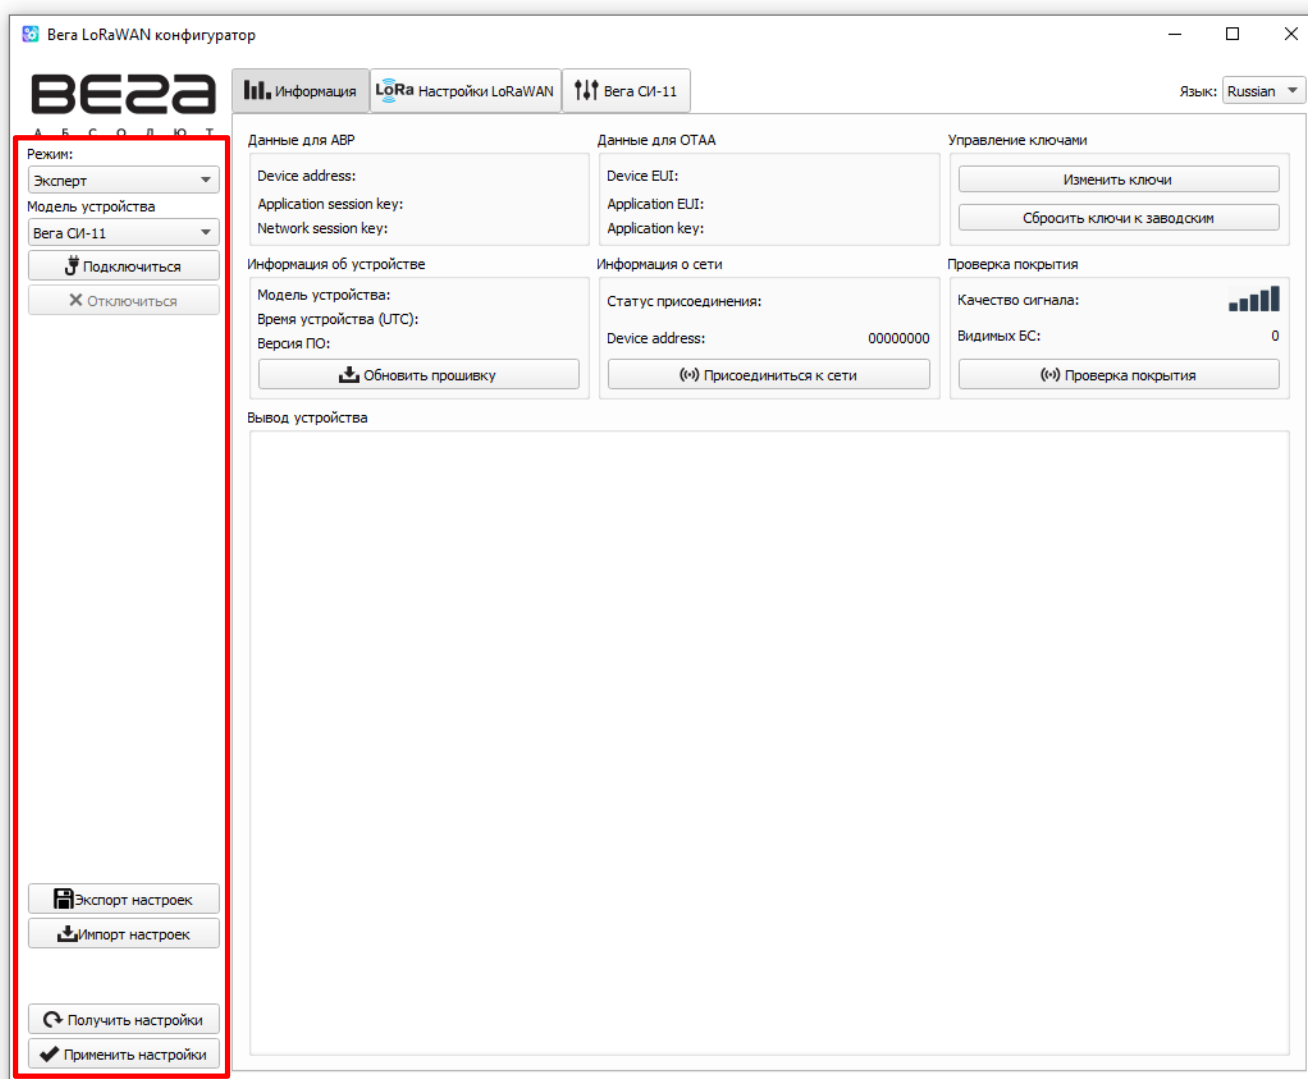 Вега LoRaWAN конфигуратор
ВЕГА
АБСОЛЮТ
Информация
LoRa Настройки LoRaWAN
Вега СИ-11
Язык: Russian
Режим:
Эксперт
Модель устройства
Вега СИ-11
Подключиться
Отключиться
Экспорт настроек
Импорт настроек
Получить настройки
Применить настройки
Данные для ABP
Device address:
Application session key:
Network session key:
Данные для OTAA
Device EUI:
Application EUI:
Application key:
Управление ключами
Изменить ключи
Сбросить ключи к заводским
Информация об устройстве
Модель устройства:
Время устройства (UTC):
Версия ПО:
Обновить прошивку
Информация о сети
Статус присоединения:
Device address: 00000000
Присоединиться к сети
Проверка покрытия
Качество сигнала:
Видимых БС: 0
Проверка покрытия
Вывод устройства